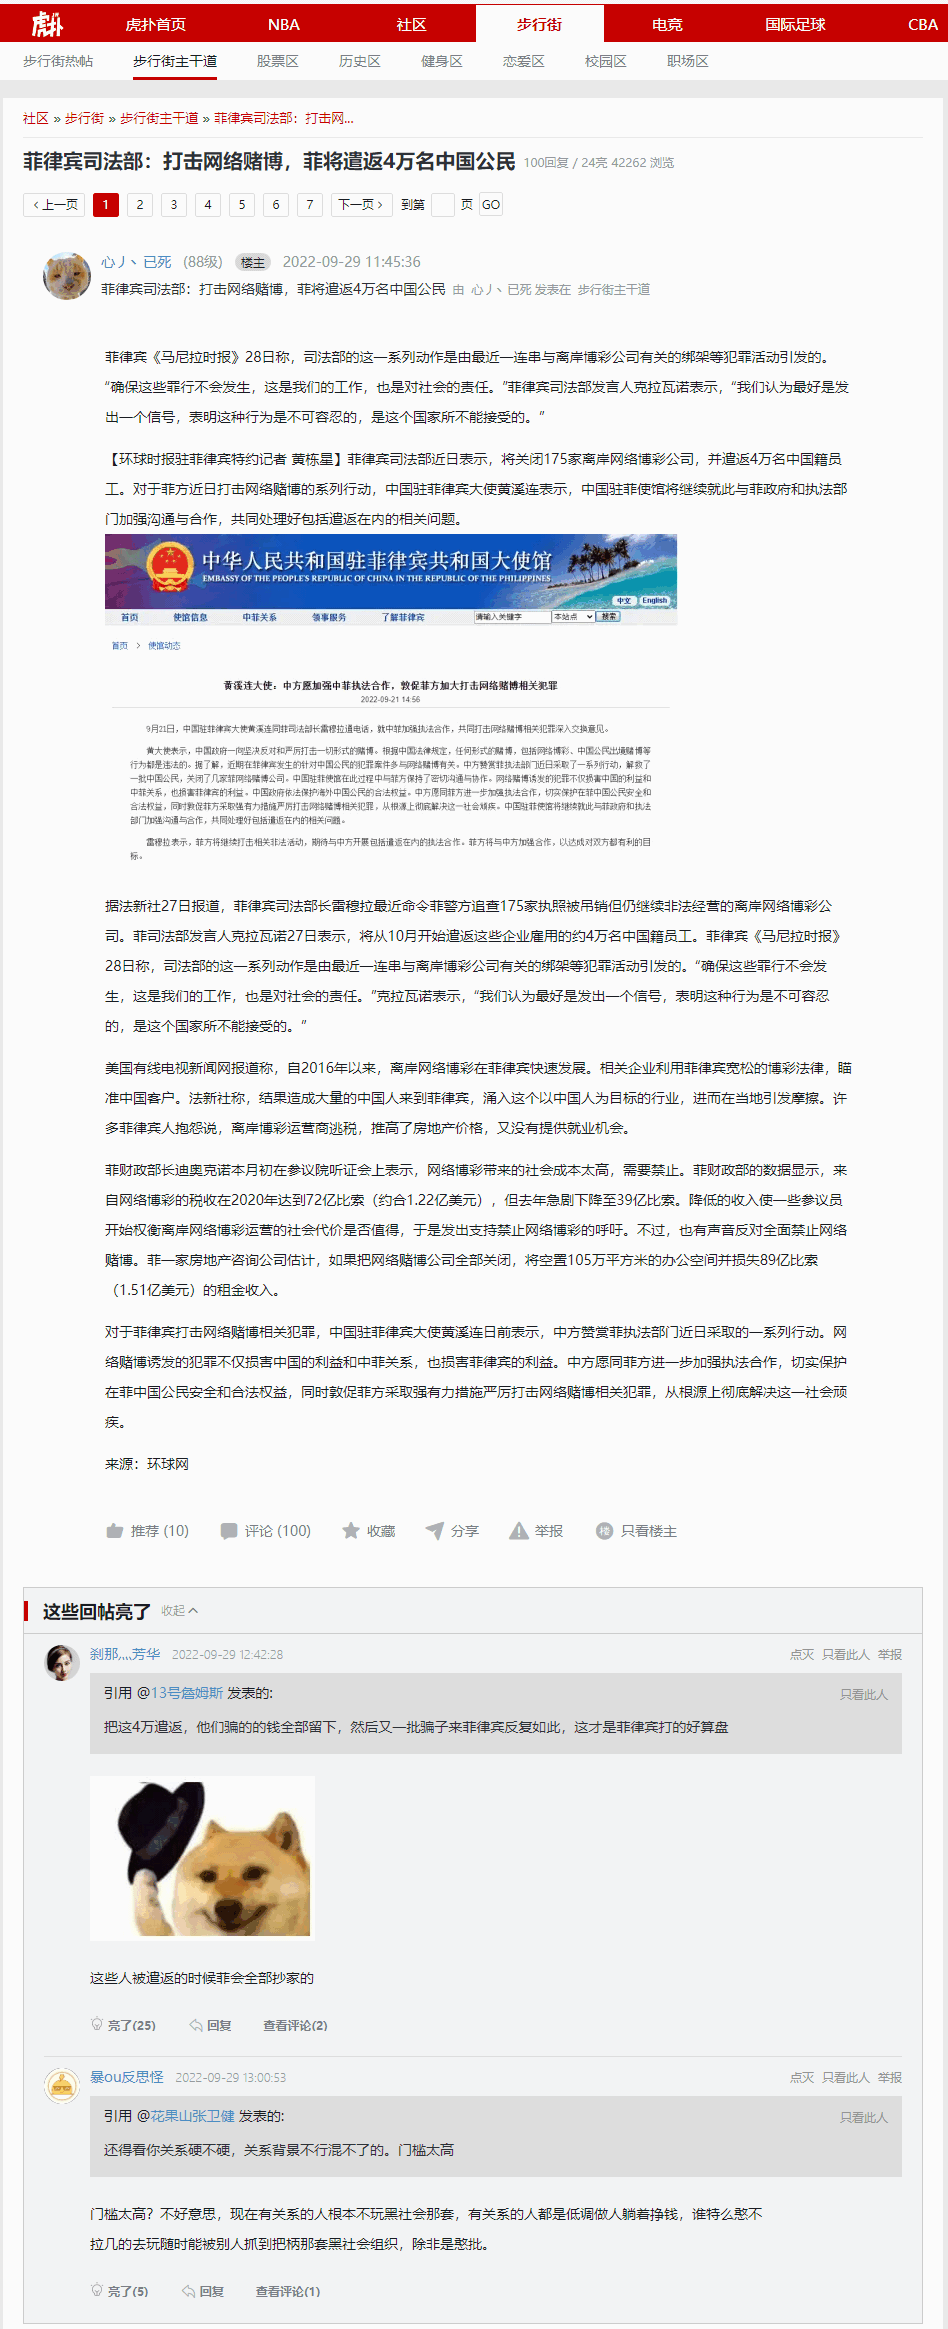 虎扑 虎扑首页 NBA 社区 步行街 电竞 国际足球 CBA
步行街热帖 步行街主干道 股票区 历史区 健身区 恋爱区 校园区 职场区
社区 » 步行街 » 步行街主干道 » 菲律宾司法部：打击网...
菲律宾司法部：打击网络赌博，菲将遣返4万名中国公民 100回复 / 24亮 42262 浏览
上一页 1 2 3 4 5 6 7 下一页 到第 页 GO
心丿丶已死 (88级) 楼主 2022-09-29 11:45:36
菲律宾司法部：打击网络赌博，菲将遣返4万名中国公民 由 心丿丶已死 发表在 步行街主干道
菲律宾《马尼拉时报》28日称，司法部的这一系列动作是由最近一连串与离岸博彩公司有关的绑架等犯罪活动引发的。
“确保这些罪行不会发生，这是我们的工作，也是对社会的责任。”菲律宾司法部发言人克拉瓦诺表示，“我们认为最好是发
出一个信号，表明这种行为是不可容忍的，是这个国家所不能接受的。”
【环球时报驻菲律宾特约记者 黄栋星】菲律宾司法部近日表示，将关闭175家离岸网络博彩公司，并遣返4万名中国籍员
工。对于菲方近日打击网络赌博的系列行动，中国驻菲律宾大使黄溪连表示，中国驻菲使馆将继续就此与菲政府和执法部
门加强沟通与合作，共同处理好包括遣返在内的相关问题。
中华人民共和国驻菲律宾共和国大使馆
EMBASSY OF THE PEOPLE'S REPUBLIC OF CHINA IN THE REPUBLIC OF THE PHILIPPINES
中文 English
首页 使馆信息 中菲关系 领事服务 了解菲律宾 请输入关键字 本站点 搜索
首页 > 使馆动态
黄溪连大使：中方愿加强中菲执法合作，敦促菲方加大打击网络赌博相关犯罪
2022-09-21 14:56
9月21日，中国驻菲律宾大使黄溪连同菲司法部长雷穆拉通电话，就中菲加强执法合作，共同打击网络赌博相关犯罪深入交换意见。
黄大使表示，中国政府一向坚决反对和严厉打击一切形式的赌博。根据中国法律规定，任何形式的赌博，包括网络博彩、中国公民出境赌博等
行为都是违法的。据了解，近期在菲律宾发生的针对中国公民的犯罪案件多与网络赌博有关。中方赞赏菲执法部门近日采取了一系列行动，解救了
一批中国公民，关闭了几家菲网络赌博公司。中国驻菲使馆在此过程中与菲方保持了密切沟通与协作。网络赌博诱发的犯罪不仅损害中国的利益和
中菲关系，也损害菲律宾的利益。中国政府依法保护海外中国公民的合法权益。中方愿同菲方进一步加强执法合作，切实保护在菲中国公民安全和
合法权益，同时敦促菲方采取强有力措施严厉打击网络赌博相关犯罪，从根源上彻底解决这一社会顽疾。中国驻菲使馆将继续就此与菲政府和执法
部门加强沟通与合作，共同处理好包括遣返在内的相关问题。
雷穆拉表示，菲方将继续打击相关非法活动，期待与中方开展包括遣返在内的执法合作。菲方将与中方加强合作，以达成对双方都有利的目
标。
据法新社27日报道，菲律宾司法部长雷穆拉最近命令菲警方追查175家执照被吊销但仍继续非法经营的离岸网络博彩公
司。菲司法部发言人克拉瓦诺27日表示，将从10月开始遣返这些企业雇用的约4万名中国籍员工。菲律宾《马尼拉时报》
28日称，司法部的这一系列动作是由最近一连串与离岸博彩公司有关的绑架等犯罪活动引发的。“确保这些罪行不会发
生，这是我们的工作，也是对社会的责任。”克拉瓦诺表示，“我们认为最好是发出一个信号，表明这种行为是不可容忍
的，是这个国家所不能接受的。”
美国有线电视新闻网报道称，自2016年以来，离岸网络博彩在菲律宾快速发展。相关企业利用菲律宾宽松的博彩法律，瞄
准中国客户。法新社称，结果造成大量的中国人来到菲律宾，涌入这个以中国人为目标的行业，进而在当地引发摩擦。许
多菲律宾人抱怨说，离岸博彩运营商逃税，推高了房地产价格，又没有提供就业机会。
菲财政部长迪奥克诺本月初在参议院听证会上表示，网络博彩带来的社会成本太高，需要禁止。菲财政部的数据显示，来
自网络博彩的税收在2020年达到72亿比索（约合1.22亿美元），但去年急剧下降至39亿比索。降低的收入使一些参议员
开始权衡离岸网络博彩运营的社会代价是否值得，于是发出支持禁止网络博彩的呼吁。不过，也有声音反对全面禁止网络
赌博。菲一家房地产咨询公司估计，如果把网络赌博公司全部关闭，将空置105万平方米的办公空间并损失89亿比索
（1.51亿美元）的租金收入。
对于菲律宾打击网络赌博相关犯罪，中国驻菲律宾大使黄溪连日前表示，中方赞赏菲执法部门近日采取的一系列行动。网
络赌博诱发的犯罪不仅损害中国的利益和中菲关系，也损害菲律宾的利益。中方愿同菲方进一步加强执法合作，切实保护
在菲中国公民安全和合法权益，同时敦促菲方采取强有力措施严厉打击网络赌博相关犯罪，从根源上彻底解决这一社会顽
疾。
来源：环球网
推荐 (10) 评论 (100) 收藏 分享 举报 楼 只看楼主
这些回帖亮了 收起
刹那灬芳华 2022-09-29 12:42:28 点灭 只看此人 举报
引用 @13号詹姆斯 发表的: 只看此人
把这4万遣返，他们骗的的钱全部留下，然后又一批骗子来菲律宾反复如此，这才是菲律宾打的好算盘
这些人被遣返的时候菲会全部抄家的
亮了(25) 回复 查看评论(2)
暴ou反思怪 2022-09-29 13:00:53 点灭 只看此人 举报
引用 @花果山张卫健 发表的: 只看此人
还得看你关系硬不硬，关系背景不行混不了的。门槛太高
门槛太高？不好意思，现在有关系的人根本不玩黑社会那套，有关系的人都是低调做人躺着挣钱，谁特么憨不
拉几的去玩随时能被别人抓到把柄那套黑社会组织，除非是憨批。
亮了(5) 回复 查看评论(1)